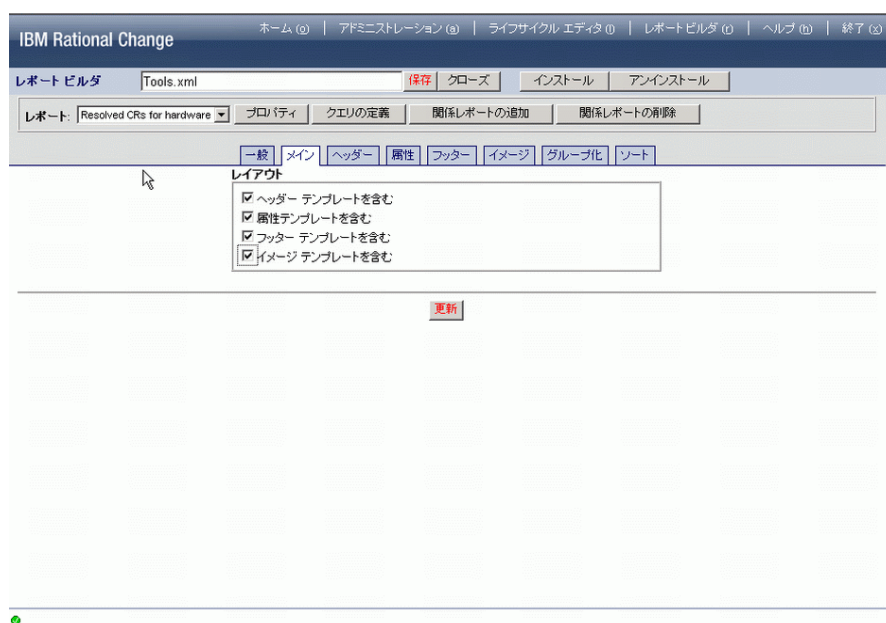 IBM Rational Change
ホーム (o) | アドミニストレーション (a) | ライフサイクル エディタ (l) | レポートビルダ (r) | ヘルプ (h) | 終了 (x)
レポート ビルダ Tools.xml 保存 クローズ インストール アンインストール
レポート: Resolved CRs for hardware プロパティ クエリの定義 関係レポートの追加 関係レポートの削除
一般 メイン ヘッダー 属性 フッター イメージ グループ化 ソート
レイアウト
ヘッダー テンプレートを含む
属性テンプレートを含む
フッター テンプレートを含む
イメージ テンプレートを含む
更新